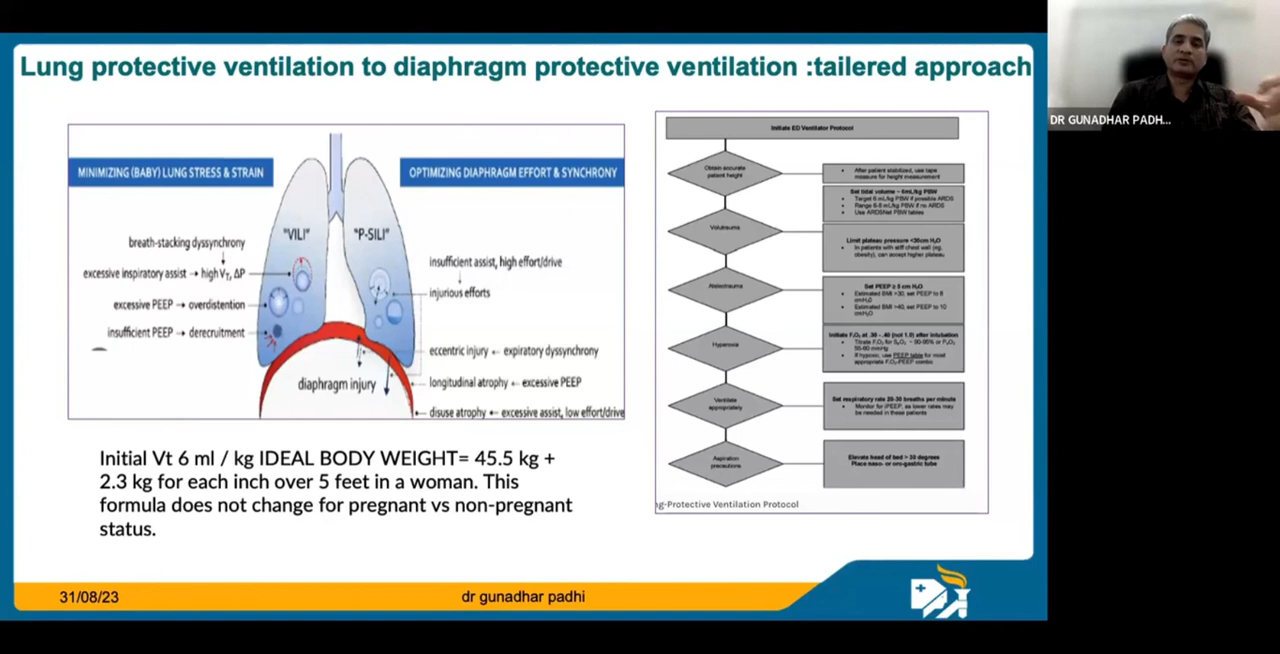 Lung protective ventilation to diaphragm protective ventilation :tailered approach
DR GUNADHAR PADH...
MINIMIZING (BABY) LUNG STRESS & STRAIN
OPTIMIZING DIAPHRAGM EFFORT & SYNCHRONY
"VILI"
"P-SILI"
breath-stacking dyssynchrony
excessive inspiratory assist → high VT, ΔP
excessive PEEP → overdistention
insufficient PEEP → derecruitment
insufficient assist, high effort/drive
injurious efforts
eccentric injury ← expiratory dyssynchrony
diaphragm injury
longitudinal atrophy ← excessive PEEP
disuse atrophy ← excessive assist, low effort/drive
Initiate ED Ventilator Protocol
Obtain accurate
patient height
• After patient stabilized, use tape
measure for height measurement
Set tidal volume ~ 6mL/kg PBW
• Target 6 mL/kg PBW if possible ARDS
• Range 6-8 mL/kg PBW if no ARDS
• Use ARDSNet PBW tables
Volutrauma
Limit plateau pressure <30cm H2O
• In patients with stiff chest wall (eg,
obesity), can accept higher plateau
Atelectrauma
Set PEEP ≥ 5 cm H2O
• Estimated BMI >30, set PEEP to 8
cmH2O
• Estimated BMI >40, set PEEP to 10
cmH2O
Hyperoxia
Initiate FiO2 at .30 - .40 (not 1.0) after intubation
• Titrate FiO2 for SpO2 ~ 90-95% or PaO2
55-80 mmHg
• If hypoxic, use PEEP table for most
appropriate FiO2-PEEP combo
Ventilate
appropriately
Set respiratory rate 20-30 breaths per minute
• Monitor for iPEEP, as lower rates may
be needed in these patients
Aspiration
precautions
Elevate head of bed > 30 degrees
Place naso- or oro-gastric tube
ng-Protective Ventilation Protocol
Initial Vt 6 ml / kg IDEAL BODY WEIGHT= 45.5 kg +
2.3 kg for each inch over 5 feet in a woman. This
formula does not change for pregnant vs non-pregnant
status.
31/08/23
dr gunadhar padhi